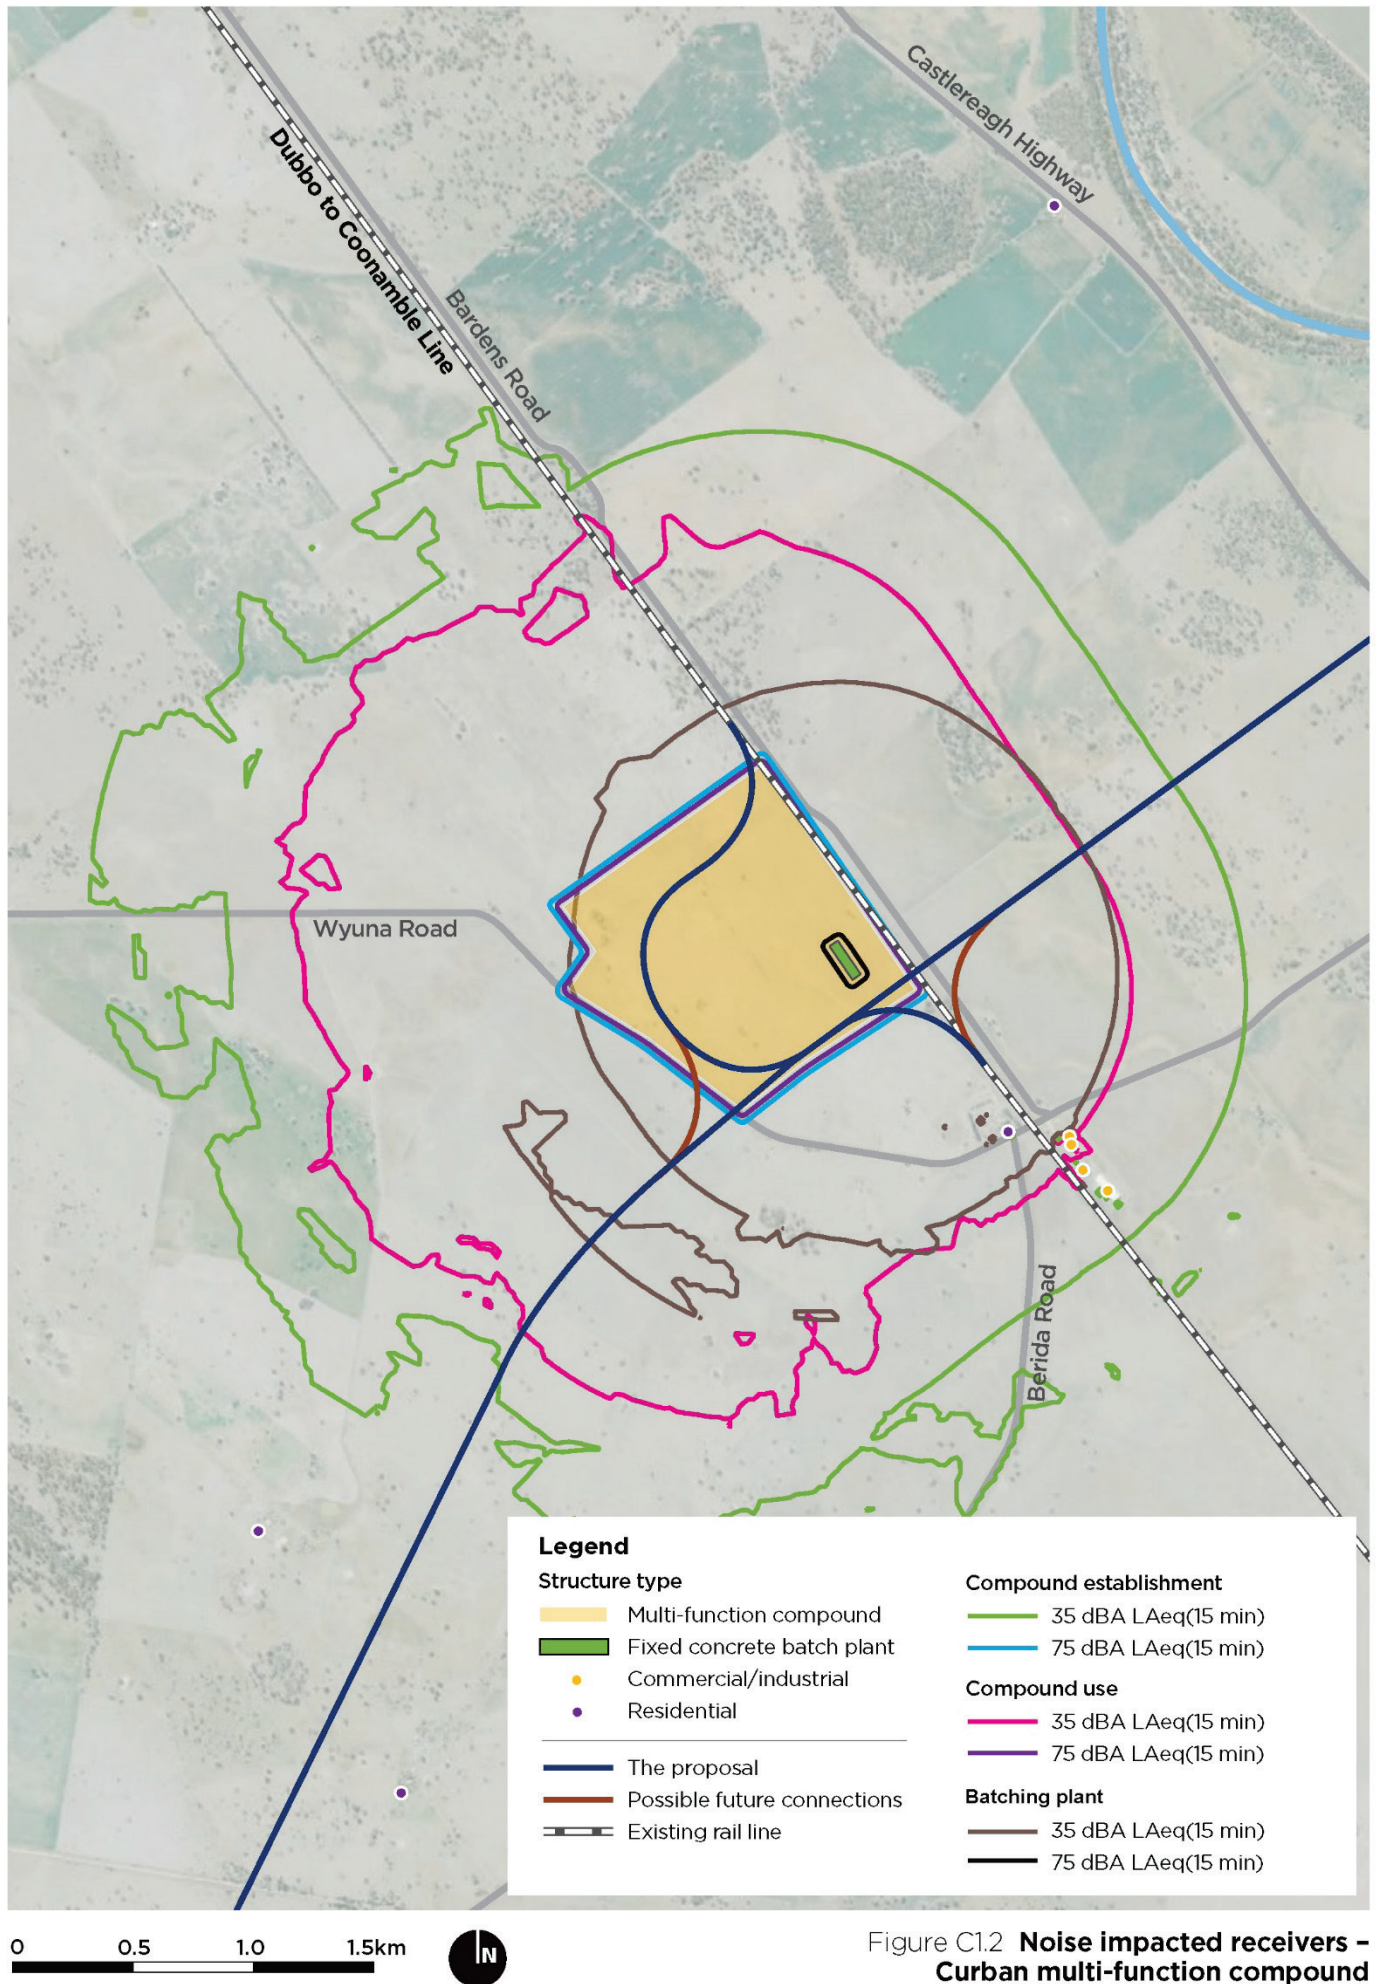 Castlereagh Highway
Dubbo to Coonamble Line
Bardens Road
Wyuna Road
Berida Road
Legend
Structure type
Multi-function compound
Fixed concrete batch plant
Commercial/industrial
Residential
The proposal
Possible future connections
Existing rail line
Compound establishment
35 dBA LAeq(15 min)
75 dBA LAeq(15 min)
Compound use
35 dBA LAeq(15 min)
75 dBA LAeq(15 min)
Batching plant
35 dBA LAeq(15 min)
75 dBA LAeq(15 min)
0 0.5 1.0 1.5km
N
Figure C1.2 Noise impacted receivers –
Curban multi-function compound